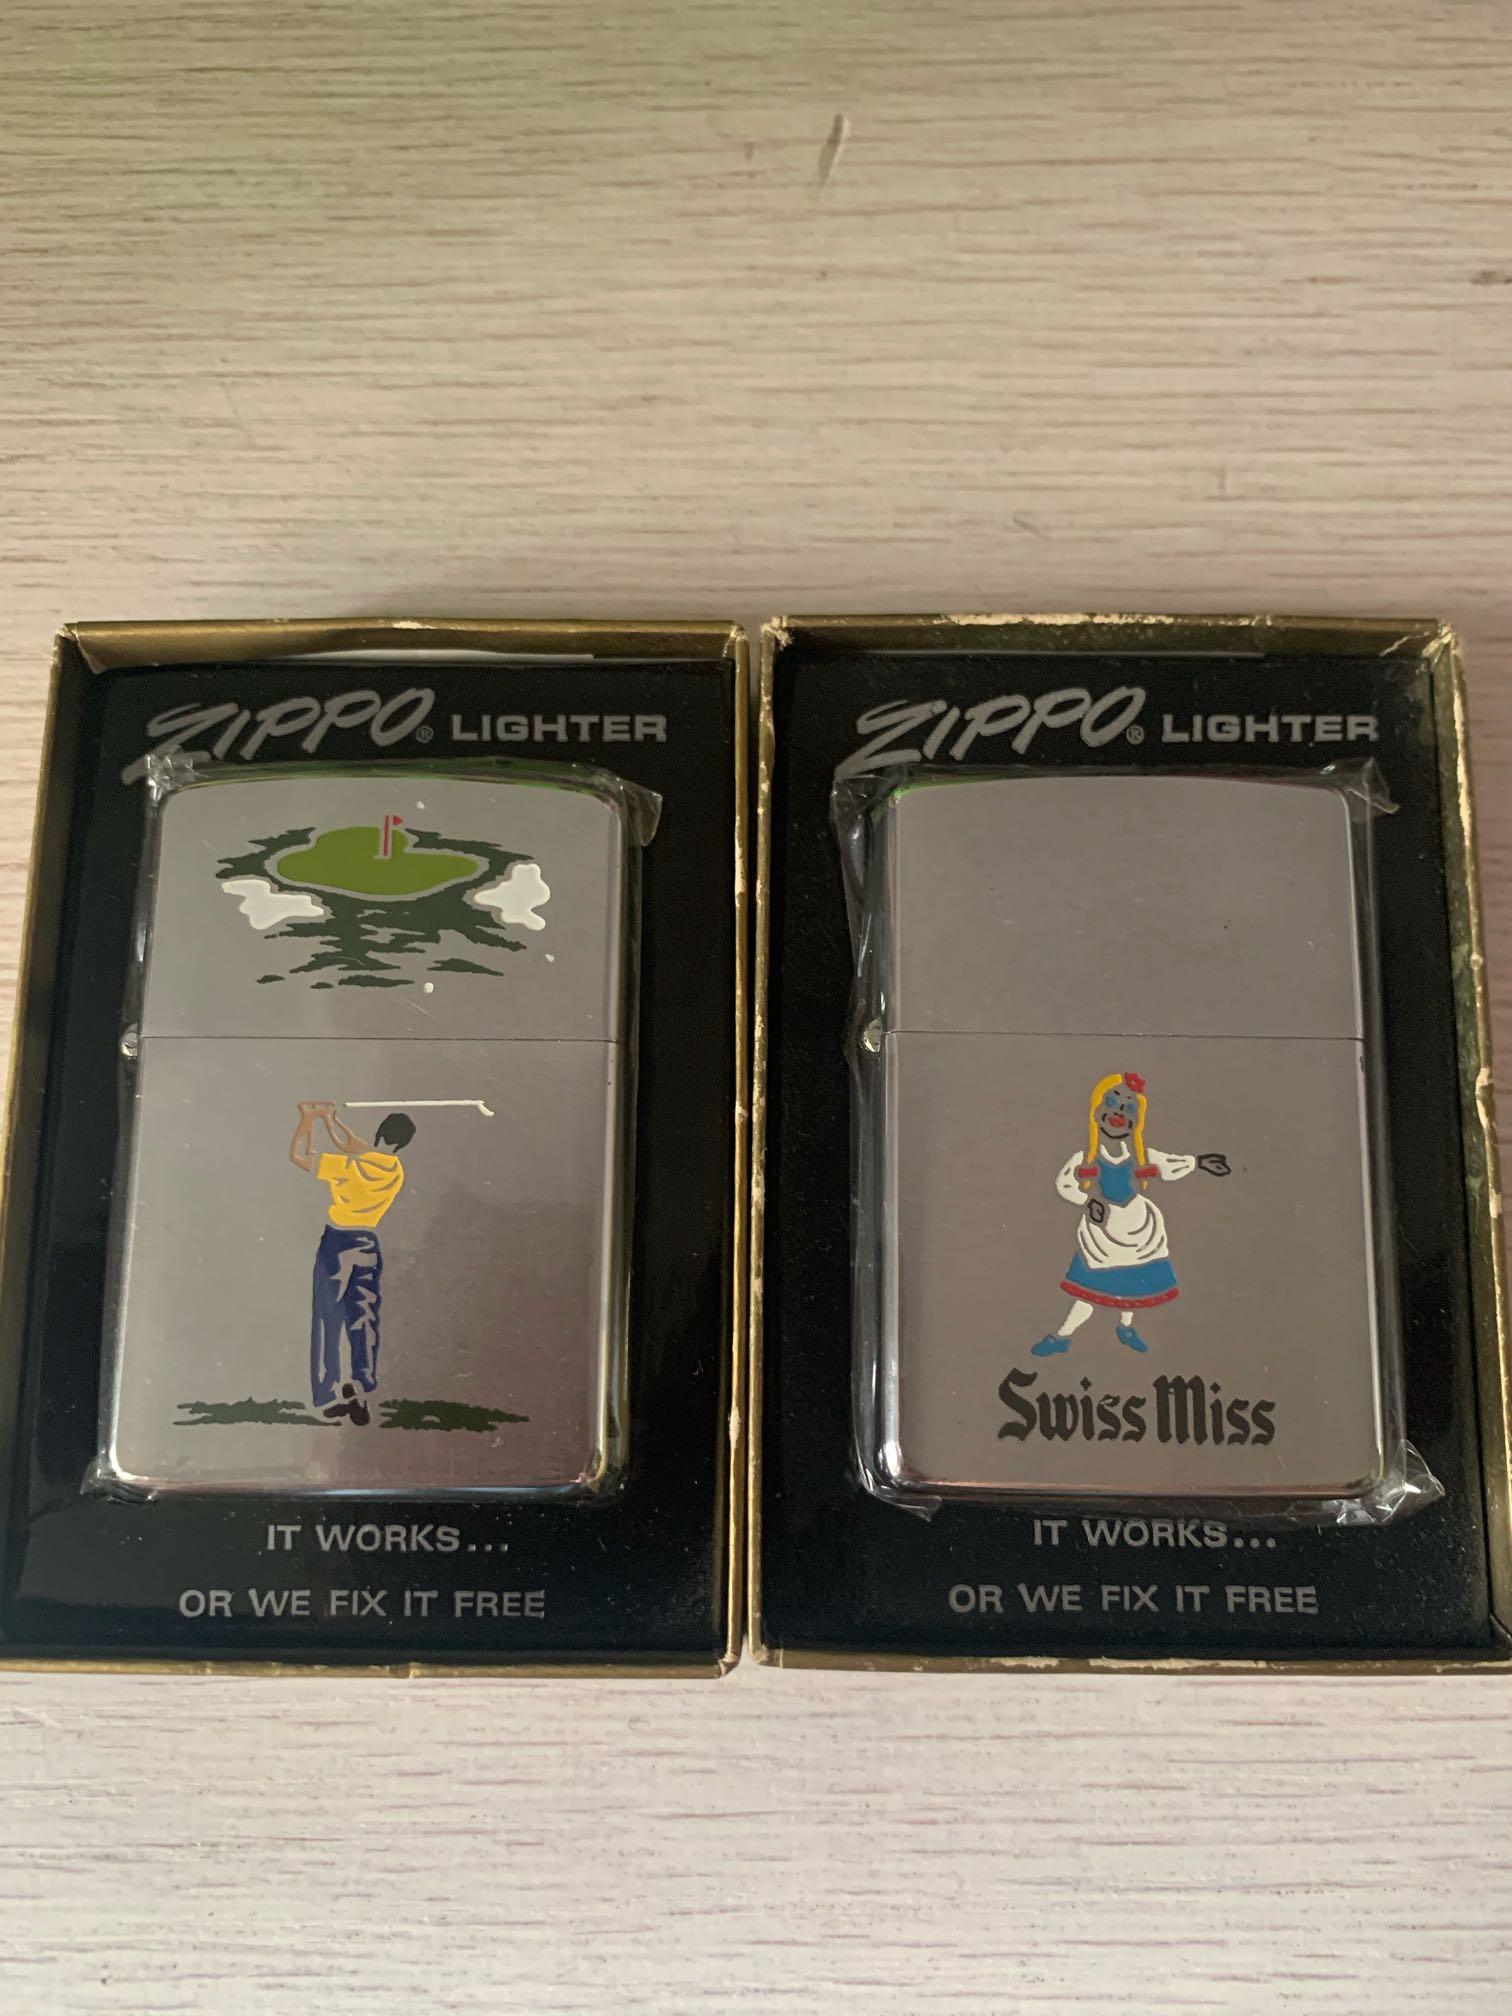 ZIPPO® LIGHTER
IT WORKS...
OR WE FIX IT FREE
ZIPPO® LIGHTER
Swiss Miss
IT WORKS...
OR WE FIX IT FREE